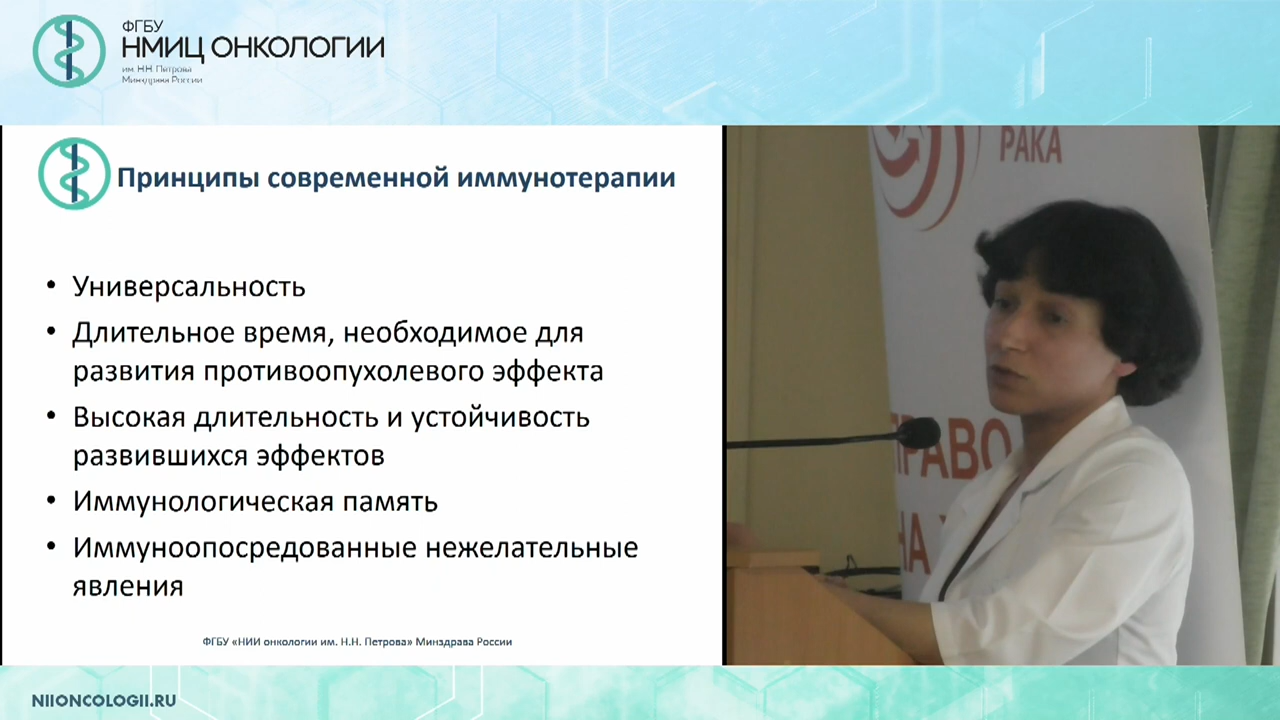 ФГБУ
НМИЦ ОНКОЛОГИИ
им. Н.Н. Петрова
Минздрава России
Принципы современной иммунотерапии
• Универсальность
• Длительное время, необходимое для
развития противоопухолевого эффекта
• Высокая длительность и устойчивость
развившихся эффектов
• Иммунологическая память
• Иммуноопосредованные нежелательные
явления
ФГБУ «НИИ онкологии им. Н.Н. Петрова» Минздрава России
РАКА
ПРАВО
НА
NIIONCOLOGII.RU